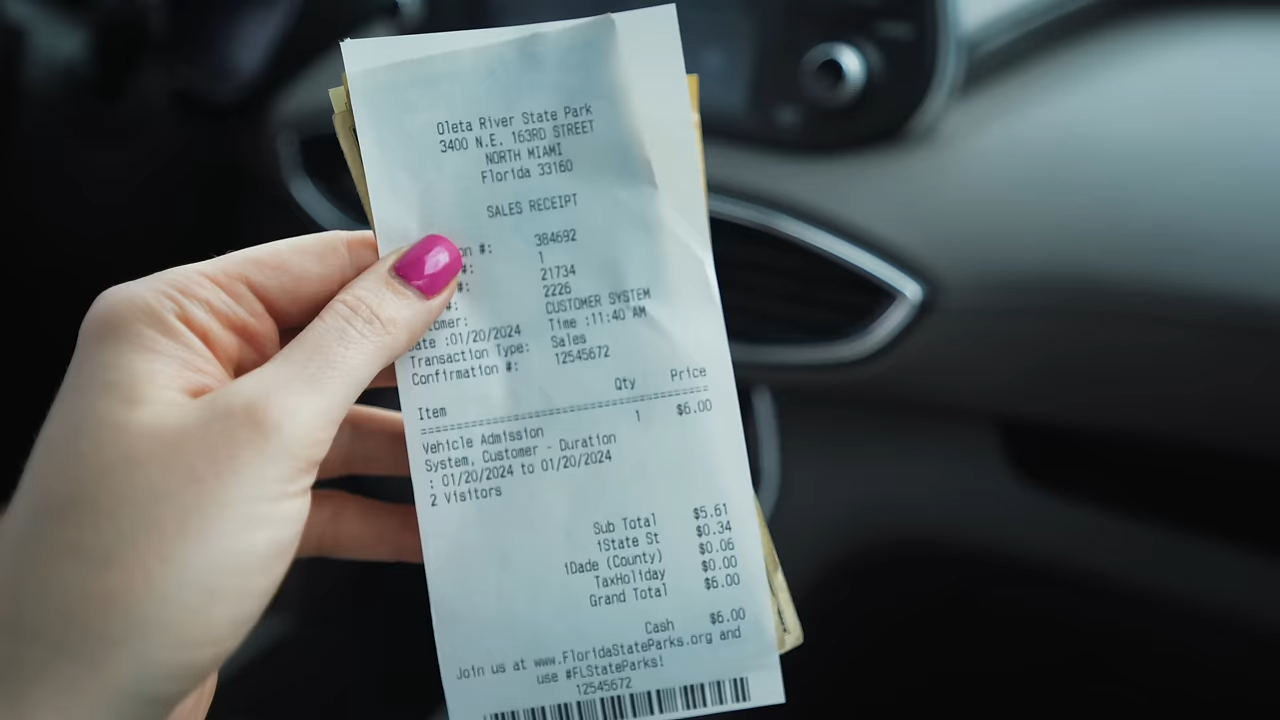 Oleta River State Park
3400 N.E. 163RD STREET
NORTH MIAMI
Florida 33160
SALES RECEIPT
on #: 384692
#: 1
#: 21734
#: 2226
tomer: CUSTOMER SYSTEM
Date :01/20/2024 Time :11:40 AM
Transaction Type: Sales
Confirmation #: 12545672
Item Qty Price
Vehicle Admission 1 $6.00
System, Customer - Duration
: 01/20/2024 to 01/20/2024
2 Visitors
Sub Total $5.61
iState St $0.34
iDade (County) $0.06
TaxHoliday $0.00
Grand Total $6.00
Cash $6.00
Join us at www.FloridaStateParks.org and
use #FLStateParks!
12545672